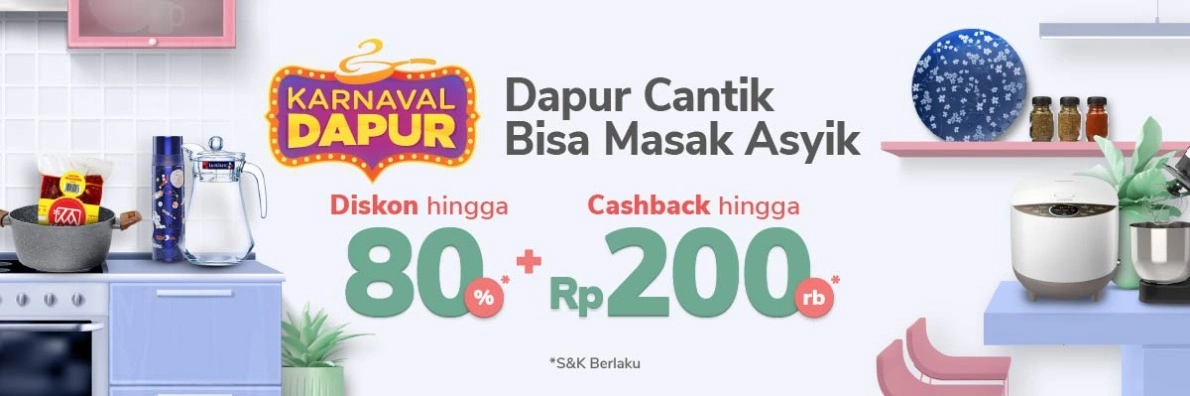 KARNAVAL
DAPUR
Dapur Cantik
Bisa Masak Asyik
Diskon hingga
80%*
+
Cashback hingga
Rp200rb*
*S&K Berlaku